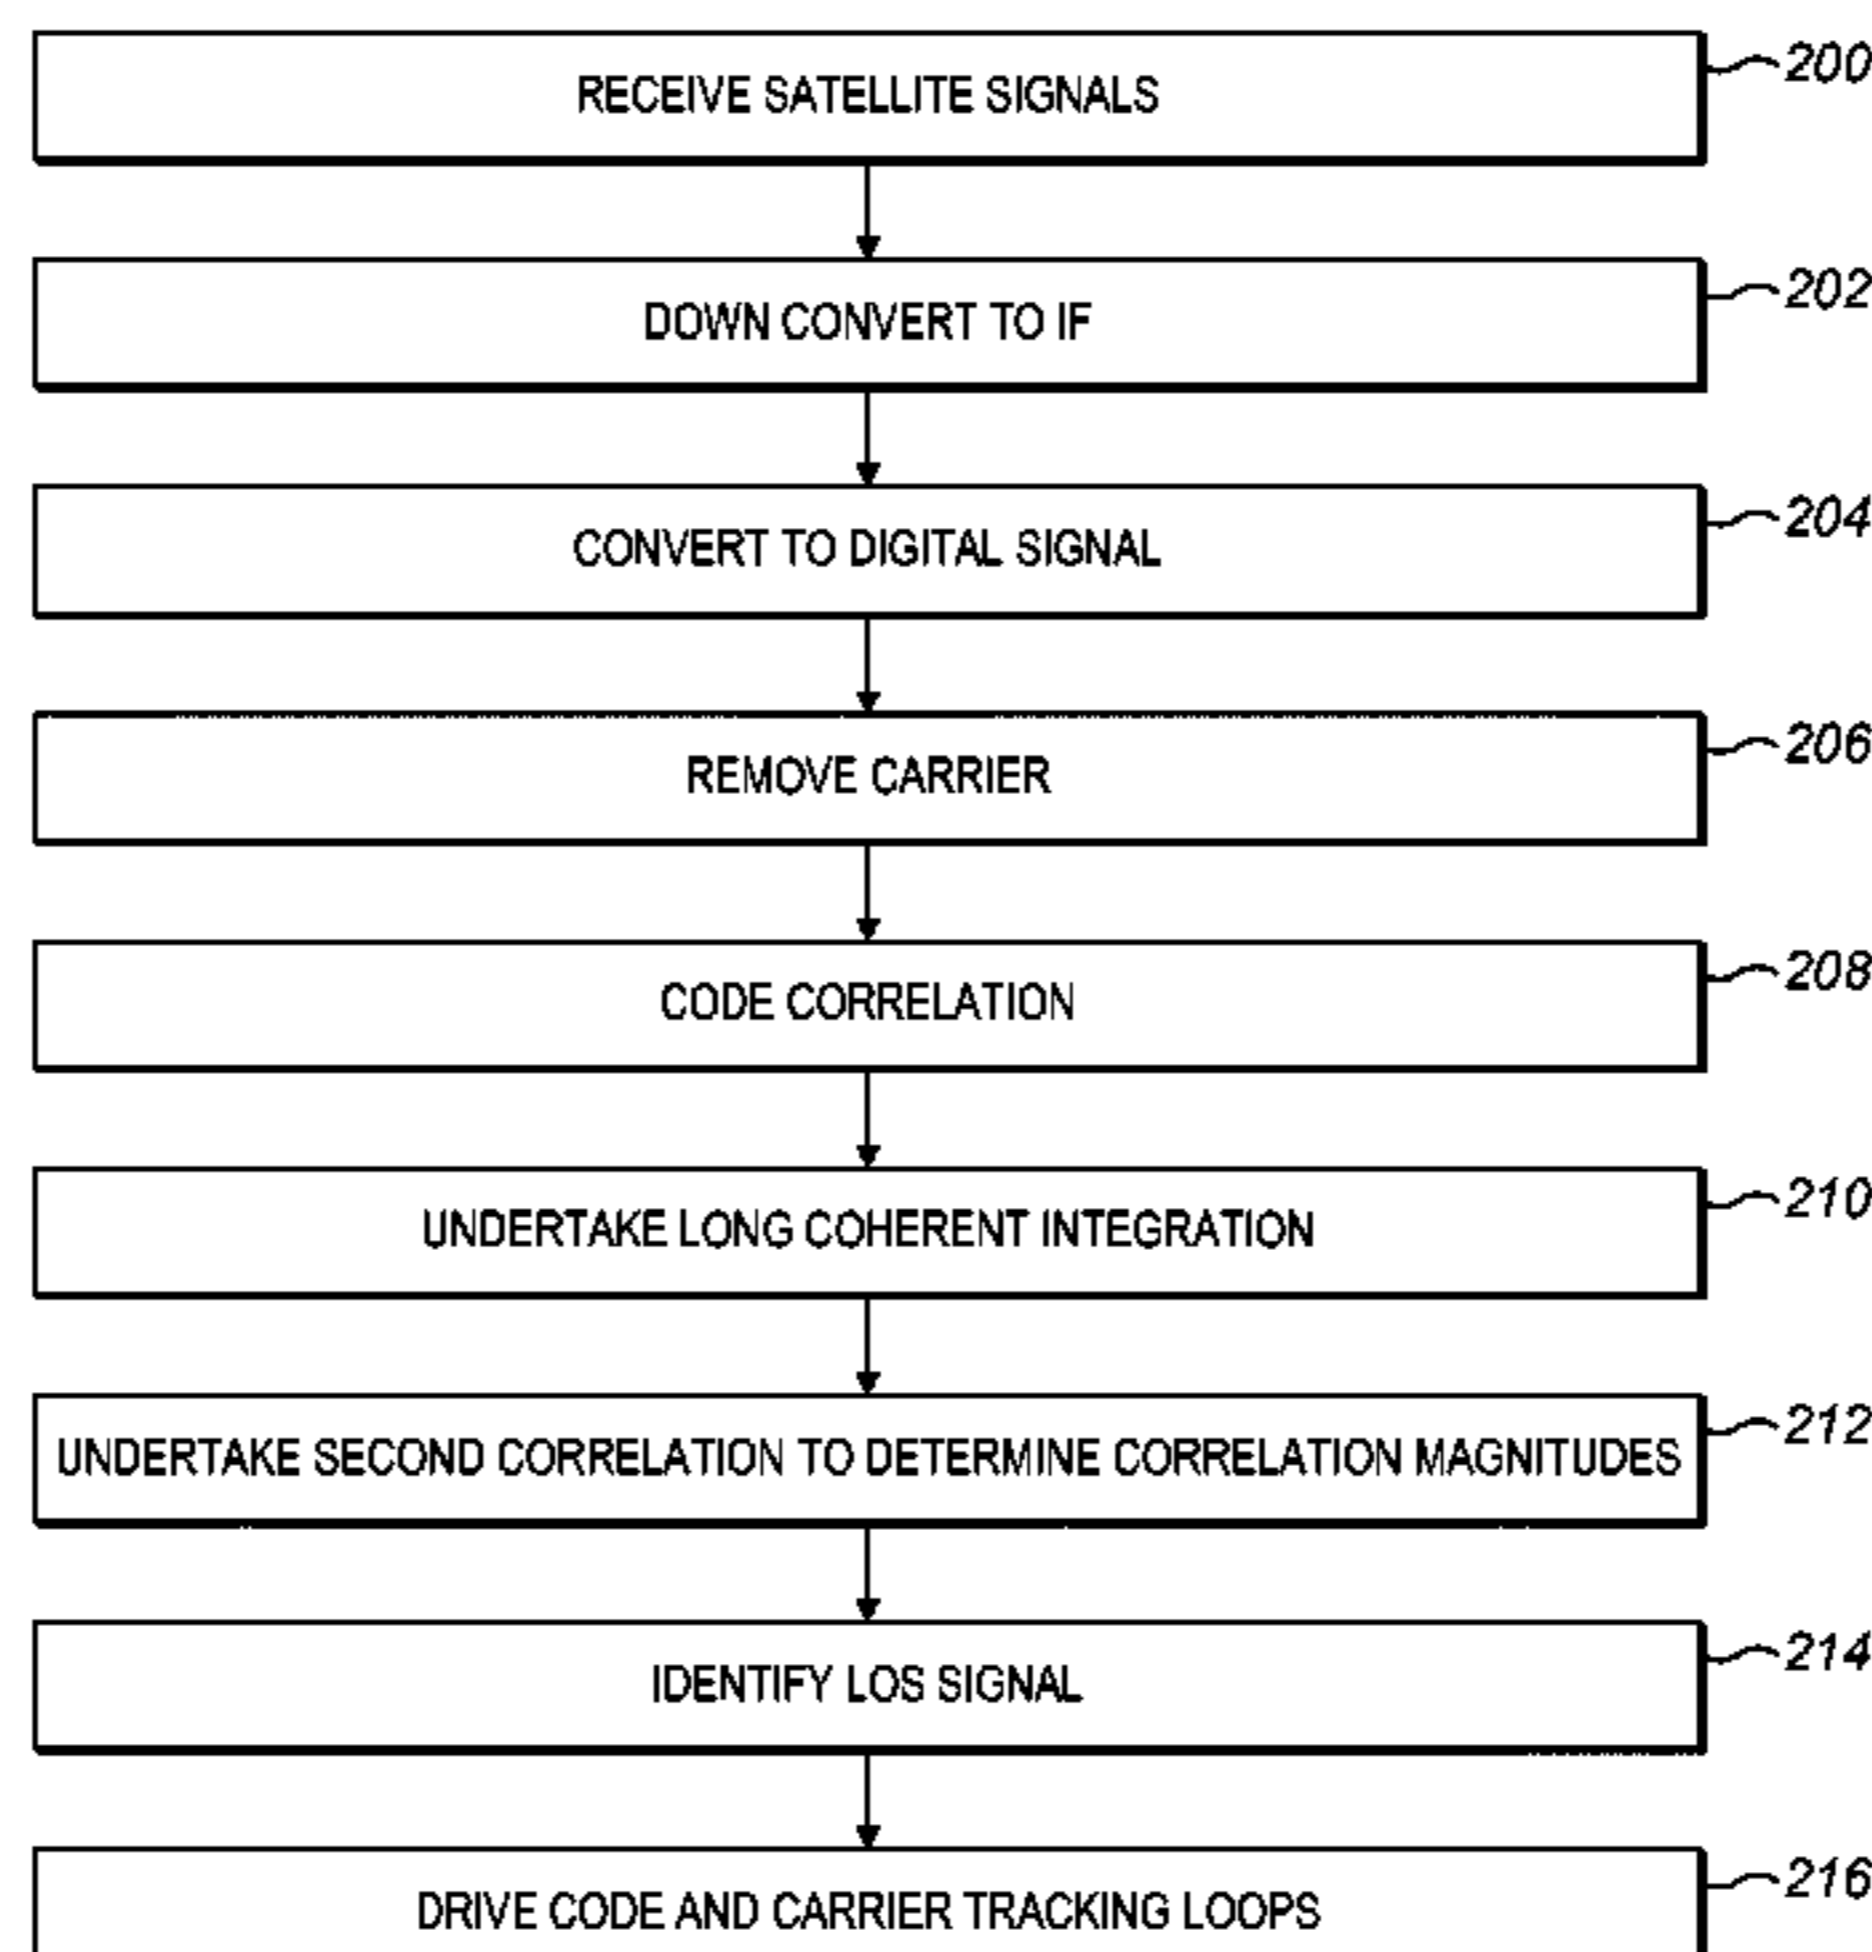 RECEIVE SATELLITE SIGNALS 200
DOWN CONVERT TO IF 202
CONVERT TO DIGITAL SIGNAL 204
REMOVE CARRIER 206
CODE CORRELATION 208
UNDERTAKE LONG COHERENT INTEGRATION 210
UNDERTAKE SECOND CORRELATION TO DETERMINE CORRELATION MAGNITUDES 212
IDENTIFY LOS SIGNAL 214
DRIVE CODE AND CARRIER TRACKING LOOPS 216